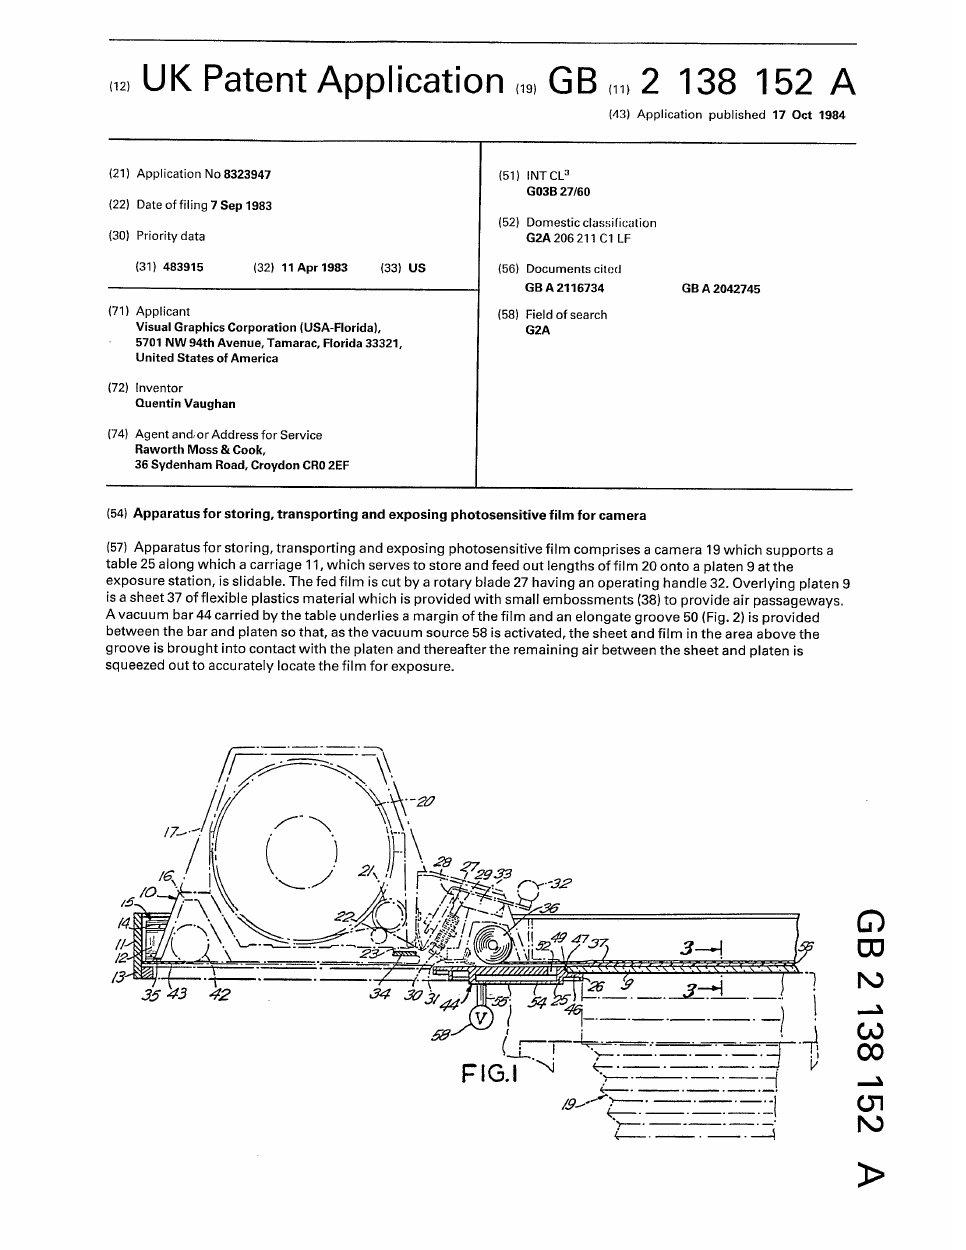 (12) UK Patent Application (19) GB (11) 2 138 152 A
(43) Application published 17 Oct 1984
(21) Application No 8323947
(22) Date of filing 7 Sep 1983
(30) Priority data
(31) 483915 (32) 11 Apr 1983 (33) US
(71) Applicant
Visual Graphics Corporation (USA-Florida),
5701 NW 94th Avenue, Tamarac, Florida 33321,
United States of America
(72) Inventor
Quentin Vaughan
(74) Agent and/or Address for Service
Raworth Moss & Cook,
36 Sydenham Road, Croydon CR0 2EF
(51) INT CL³
G03B 27/60
(52) Domestic classification
G2A 206 211 C1 LF
(56) Documents cited
GB A 2116734 GB A 2042745
(58) Field of search
G2A
(54) Apparatus for storing, transporting and exposing photosensitive film for camera
(57) Apparatus for storing, transporting and exposing photosensitive film comprises a camera 19 which supports a
table 25 along which a carriage 11, which serves to store and feed out lengths of film 20 onto a platen 9 at the
exposure station, is slidable. The fed film is cut by a rotary blade 27 having an operating handle 32. Overlying platen 9
is a sheet 37 of flexible plastics material which is provided with small embossments (38) to provide air passageways.
A vacuum bar 44 carried by the table underlies a margin of the film and an elongate groove 50 (Fig. 2) is provided
between the bar and platen so that, as the vacuum source 58 is activated, the sheet and film in the area above the
groove is brought into contact with the platen and thereafter the remaining air between the sheet and platen is
squeezed out to accurately locate the film for exposure.
20
17
28 27 29 33
16 21 32
10
15 36
14 22
11 23 52 49 47 37 3 56
12
13 26 9 3
35 43 42 34 30 31 44 55 54 25 46
58 V
FIG.1
19
GB 2 138 152 A